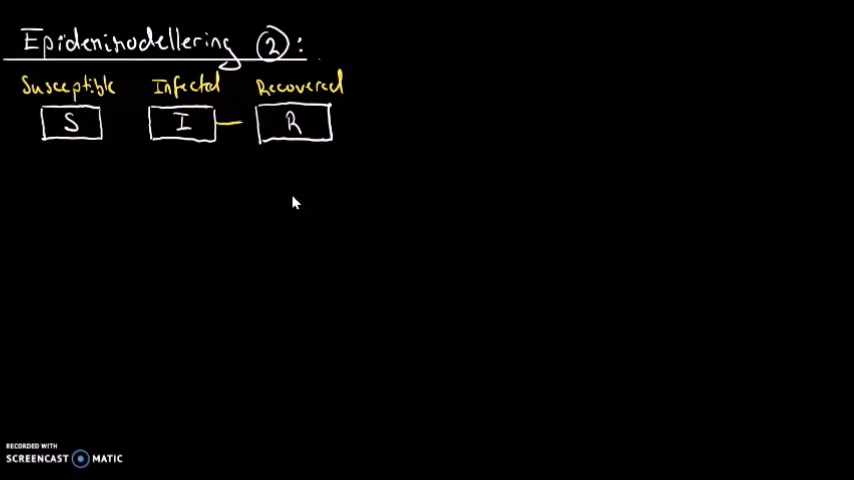 Epidemimodellering 2:
Susceptible Infected Recovered
S I R
RECORDED WITH
SCREENCAST MATIC